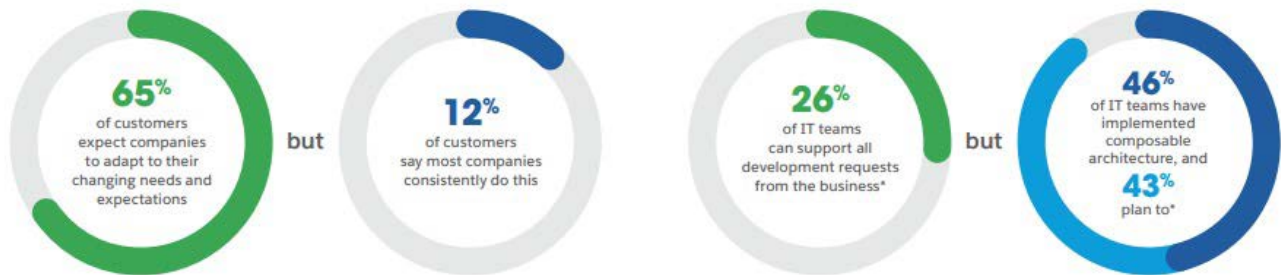 65%
of customers
expect companies
to adapt to their
changing needs and
expectations
but
12%
of customers
say most companies
consistently do this
26%
of IT teams
can support all
development requests
from the business*
but
46%
of IT teams have
implemented
composable
architecture, and
43%
plan to*